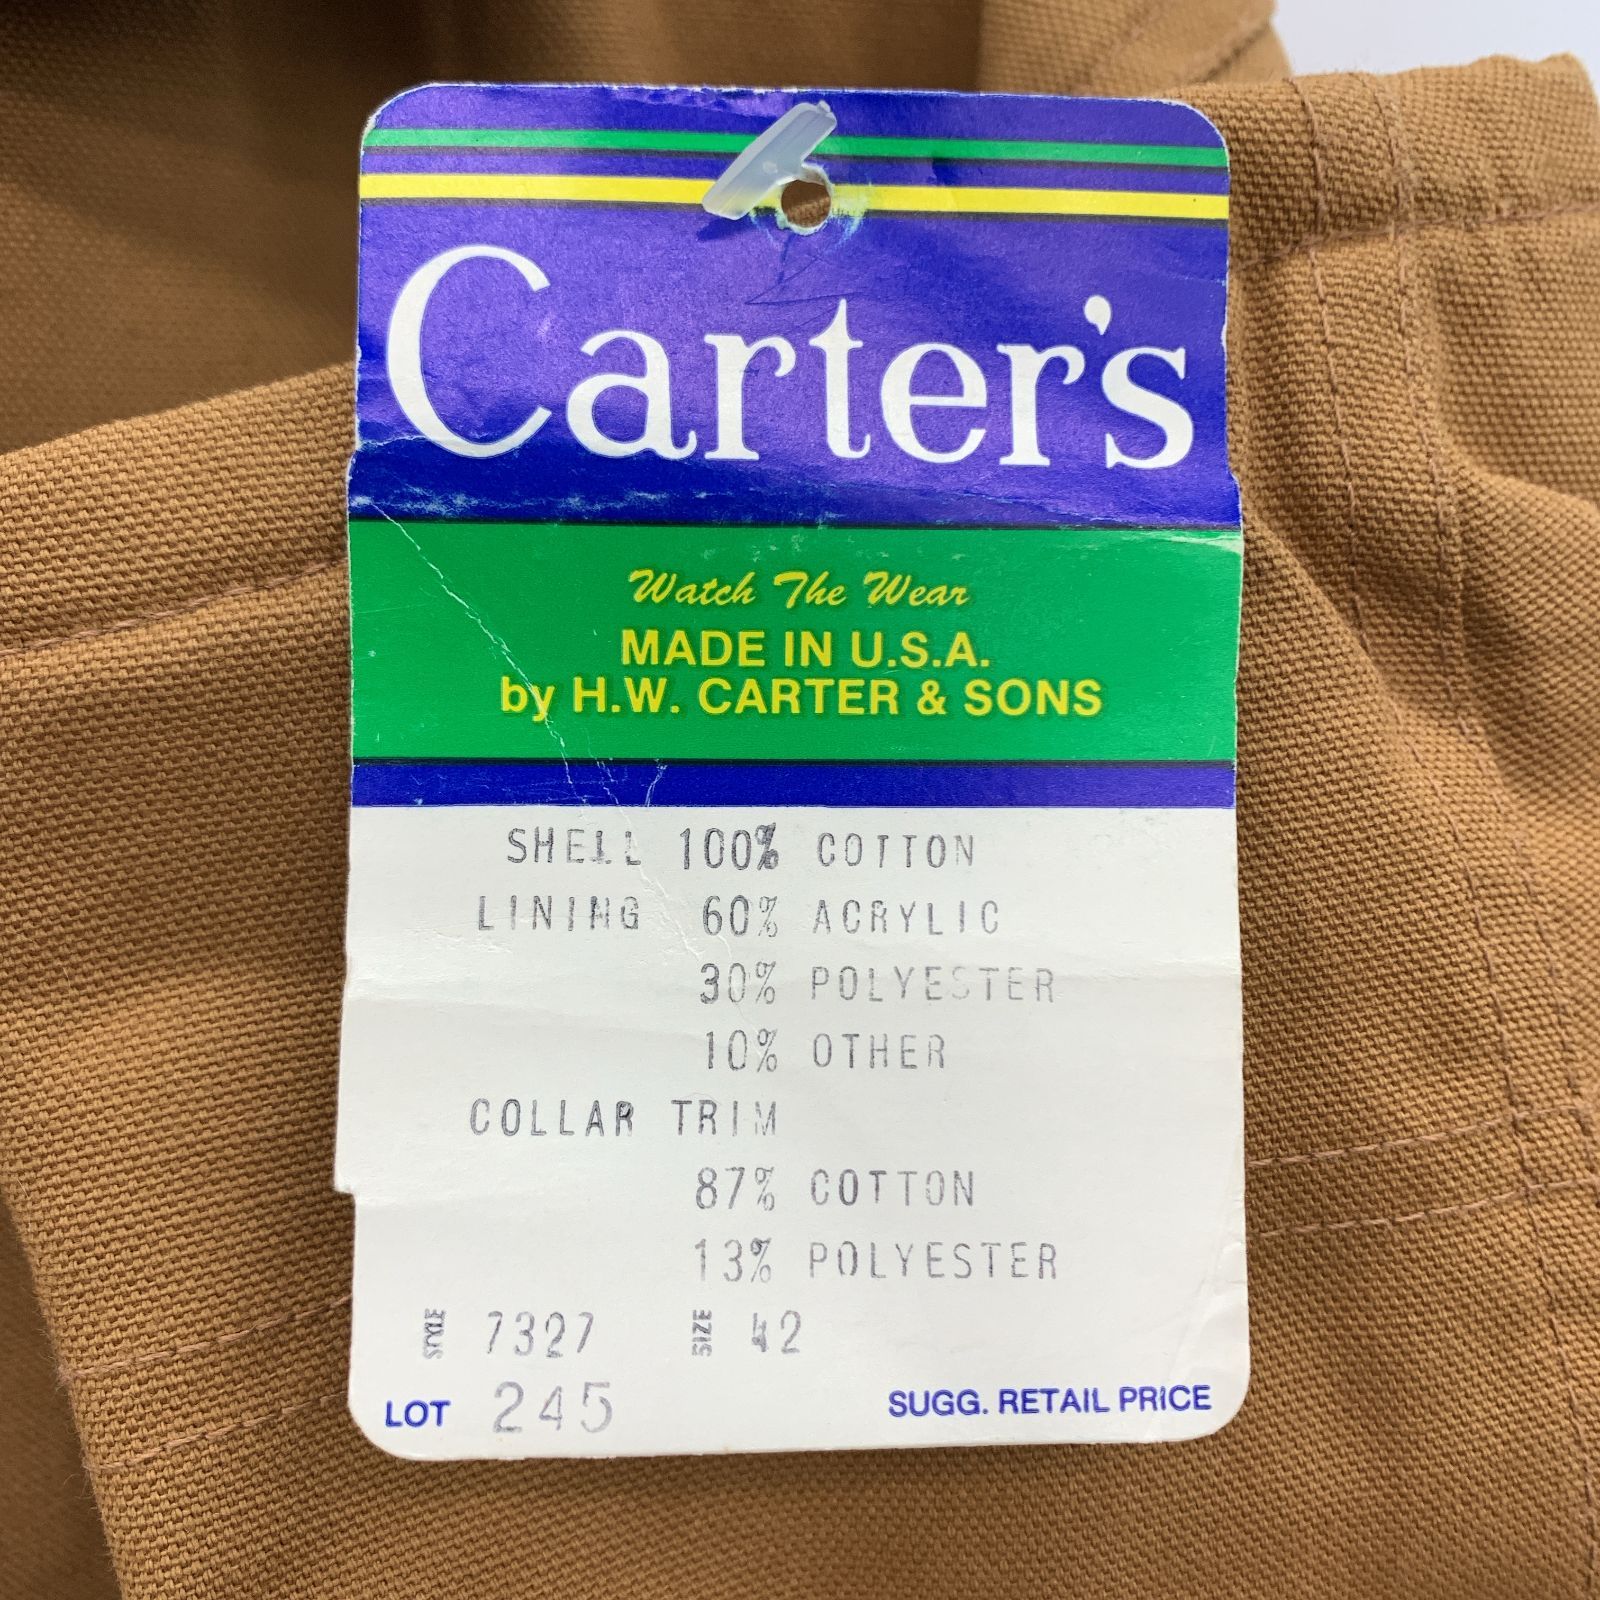 Carter's
Watch The Wear
MADE IN U.S.A.
by H.W. CARTER & SONS
SHELL 100% COTTON
LINING 60% ACRYLIC
30% POLYESTER
10% OTHER
COLLAR TRIM
87% COTTON
13% POLYESTER
STYLE 7327 SIZE 42
LOT 245 SUGG. RETAIL PRICE